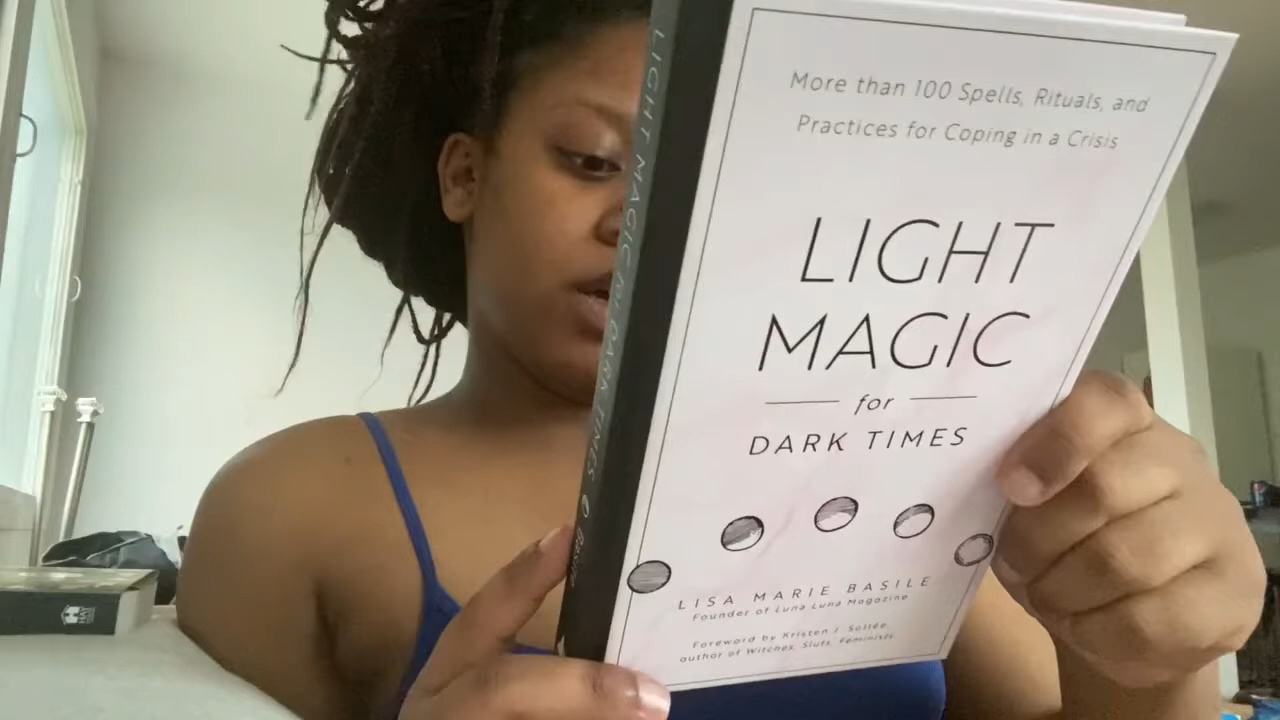 More than 100 Spells, Rituals, and
Practices for Coping in a Crisis
LIGHT
MAGIC
for
DARK TIMES
LISA MARIE BASILE
Founder of Luna Luna Magazine
Foreword by Kristen J. Sollée,
author of Witches, Sluts, Feminists
LIGHT MAGIC for DARK TIMES